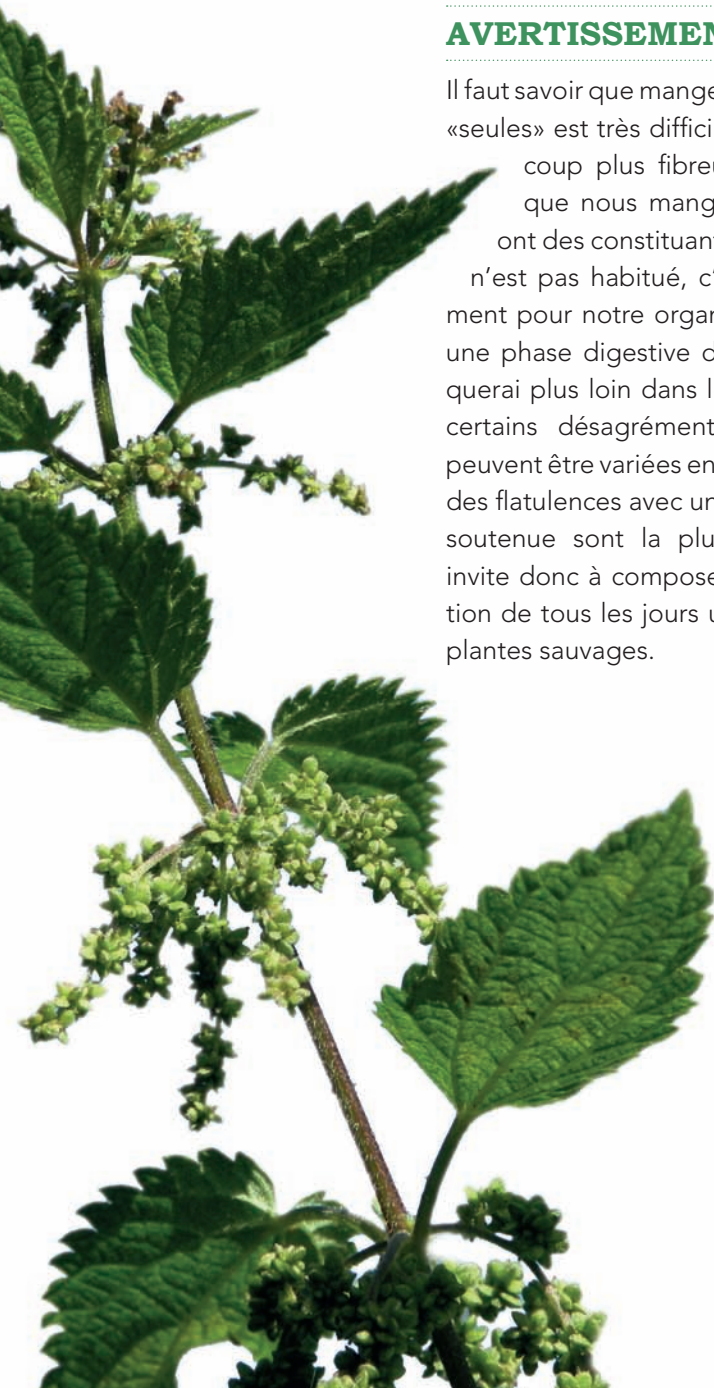 AVERTISSEMEN
Il faut savoir que mange
«seules» est très diffici
coup plus fibreu
que nous mang
ont des constituant
n’est pas habitué, c’
ment pour notre organ
une phase digestive d
querai plus loin dans l
certains désagrément
peuvent être variées en
des flatulences avec un
soutenue sont la plu
invite donc à compose
tion de tous les jours u
plantes sauvages.